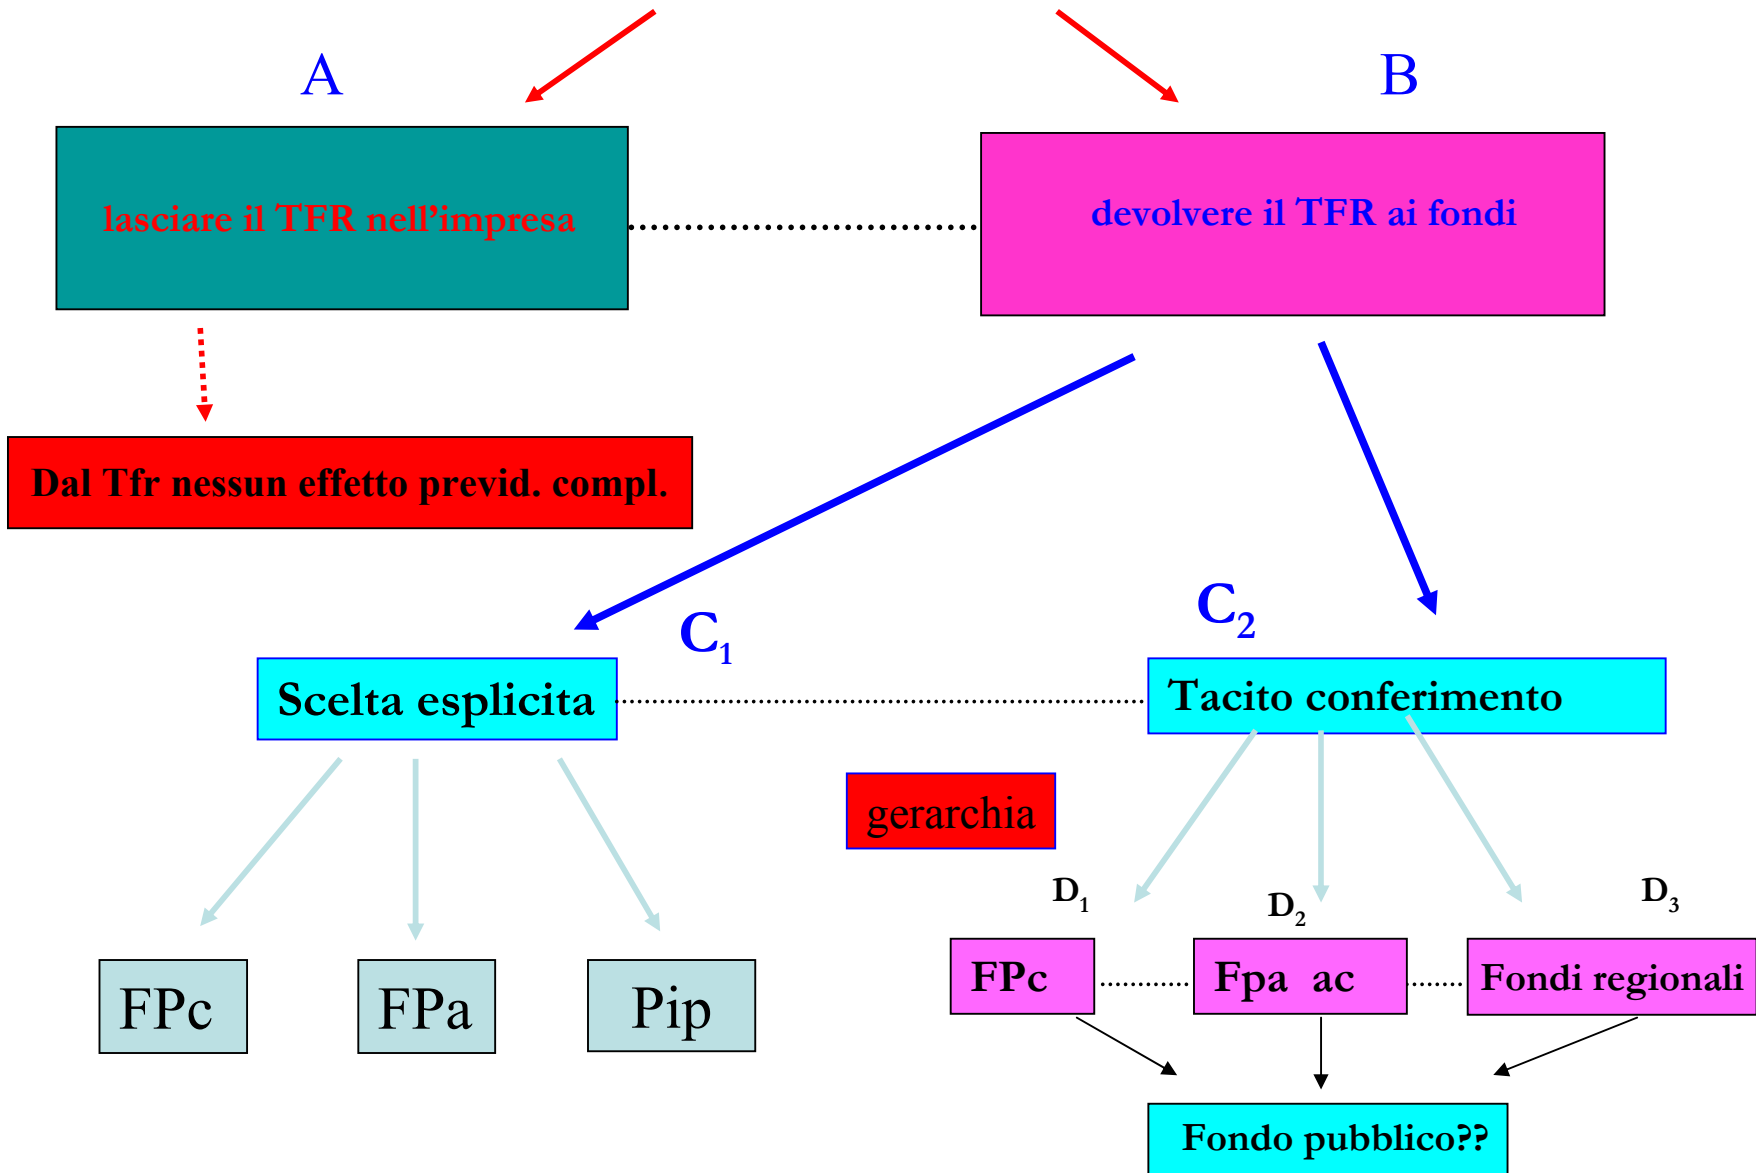 A
B
lasciare il TFR nell’impresa
devolvere il TFR ai fondi
Dal Tfr nessun effetto previd. compl.
C1
C2
Scelta esplicita
Tacito conferimento
gerarchia
D1
D2
D3
FPc
FPa
Pip
FPc
Fpa ac
Fondi regionali
Fondo pubblico??